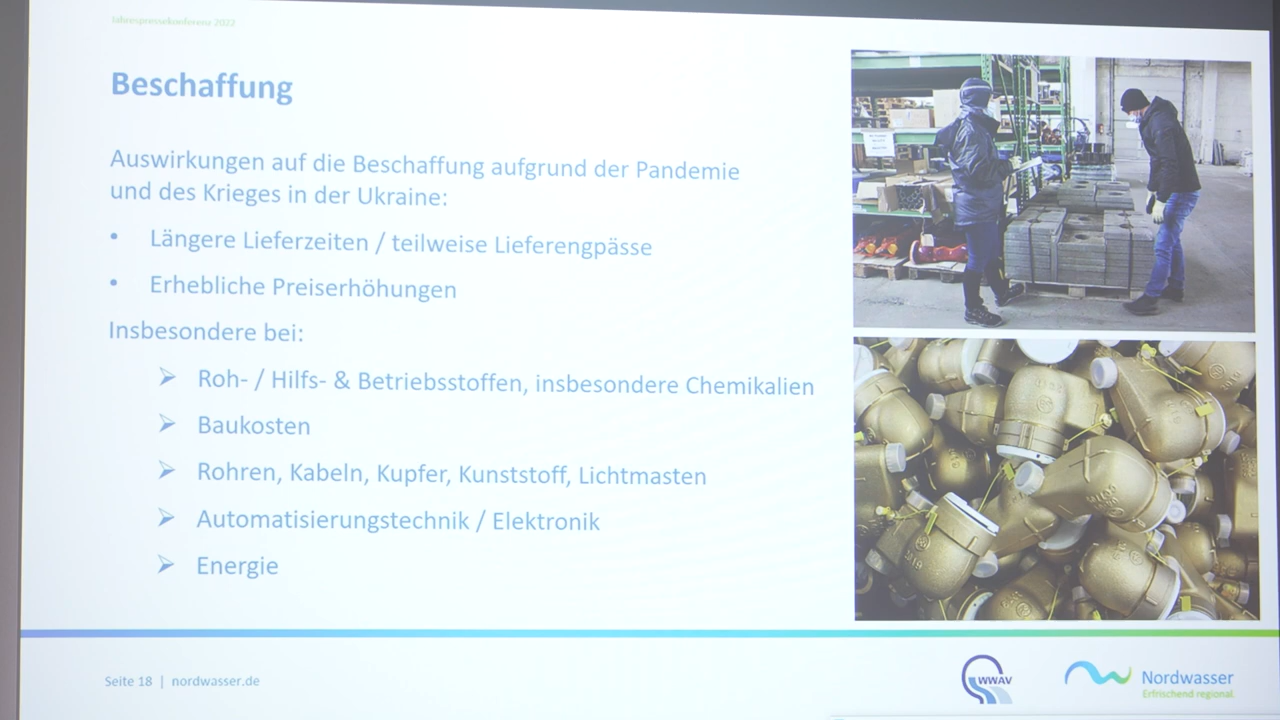 Jahrespressekonferenz 2022
Beschaffung
Auswirkungen auf die Beschaffung aufgrund der Pandemie
und des Krieges in der Ukraine:
• Längere Lieferzeiten / teilweise Lieferengpässe
• Erhebliche Preiserhöhungen
Insbesondere bei:
➢ Roh- / Hilfs- & Betriebsstoffen, insbesondere Chemikalien
➢ Baukosten
➢ Rohren, Kabeln, Kupfer, Kunststoff, Lichtmasten
➢ Automatisierungstechnik / Elektronik
➢ Energie
Seite 18 | nordwasser.de
WWAV
Nordwasser
Erfrischend regional.